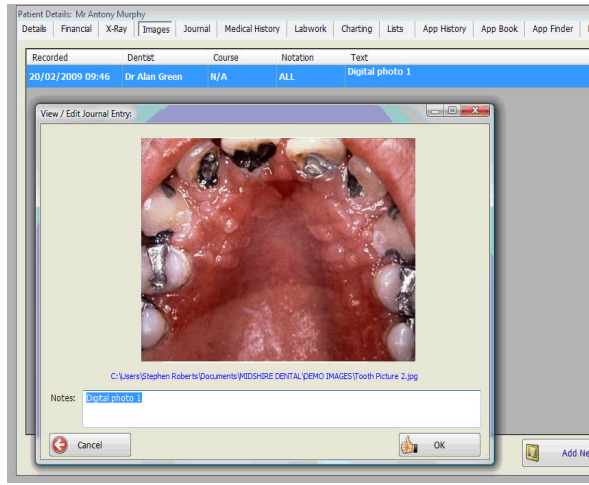 Patient Details: Mr Antony Murphy
Details Financial X-Ray Images Journal Medical History Labwork Charting Lists App History App Book App Finder
Recorded Dentist Course Notation Text
20/02/2009 09:46 Dr Alan Green N/A ALL Digital photo 1
View / Edit Journal Entry:
C:\Users\Stephen Roberts\Documents\MIDSHIRE DENTAL\DEMO IMAGES\Tooth Picture 2.jpg
Notes: Digital photo 1
Cancel OK Add Ne